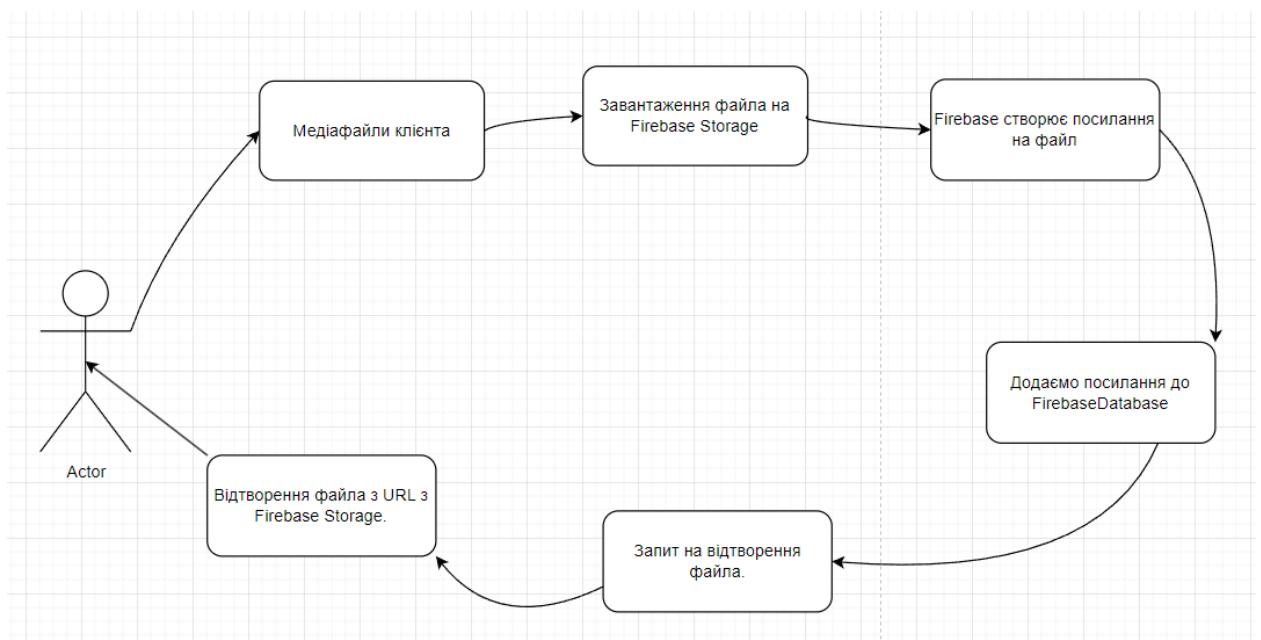 Медіафайли клієнта
Завантаження файла на
Firebase Storage
Firebase створює посилання
на файл
Додаємо посилання до
FirebaseDatabase
Запит на відтворення
файла.
Відтворення файла з URL з
Firebase Storage.
Actor